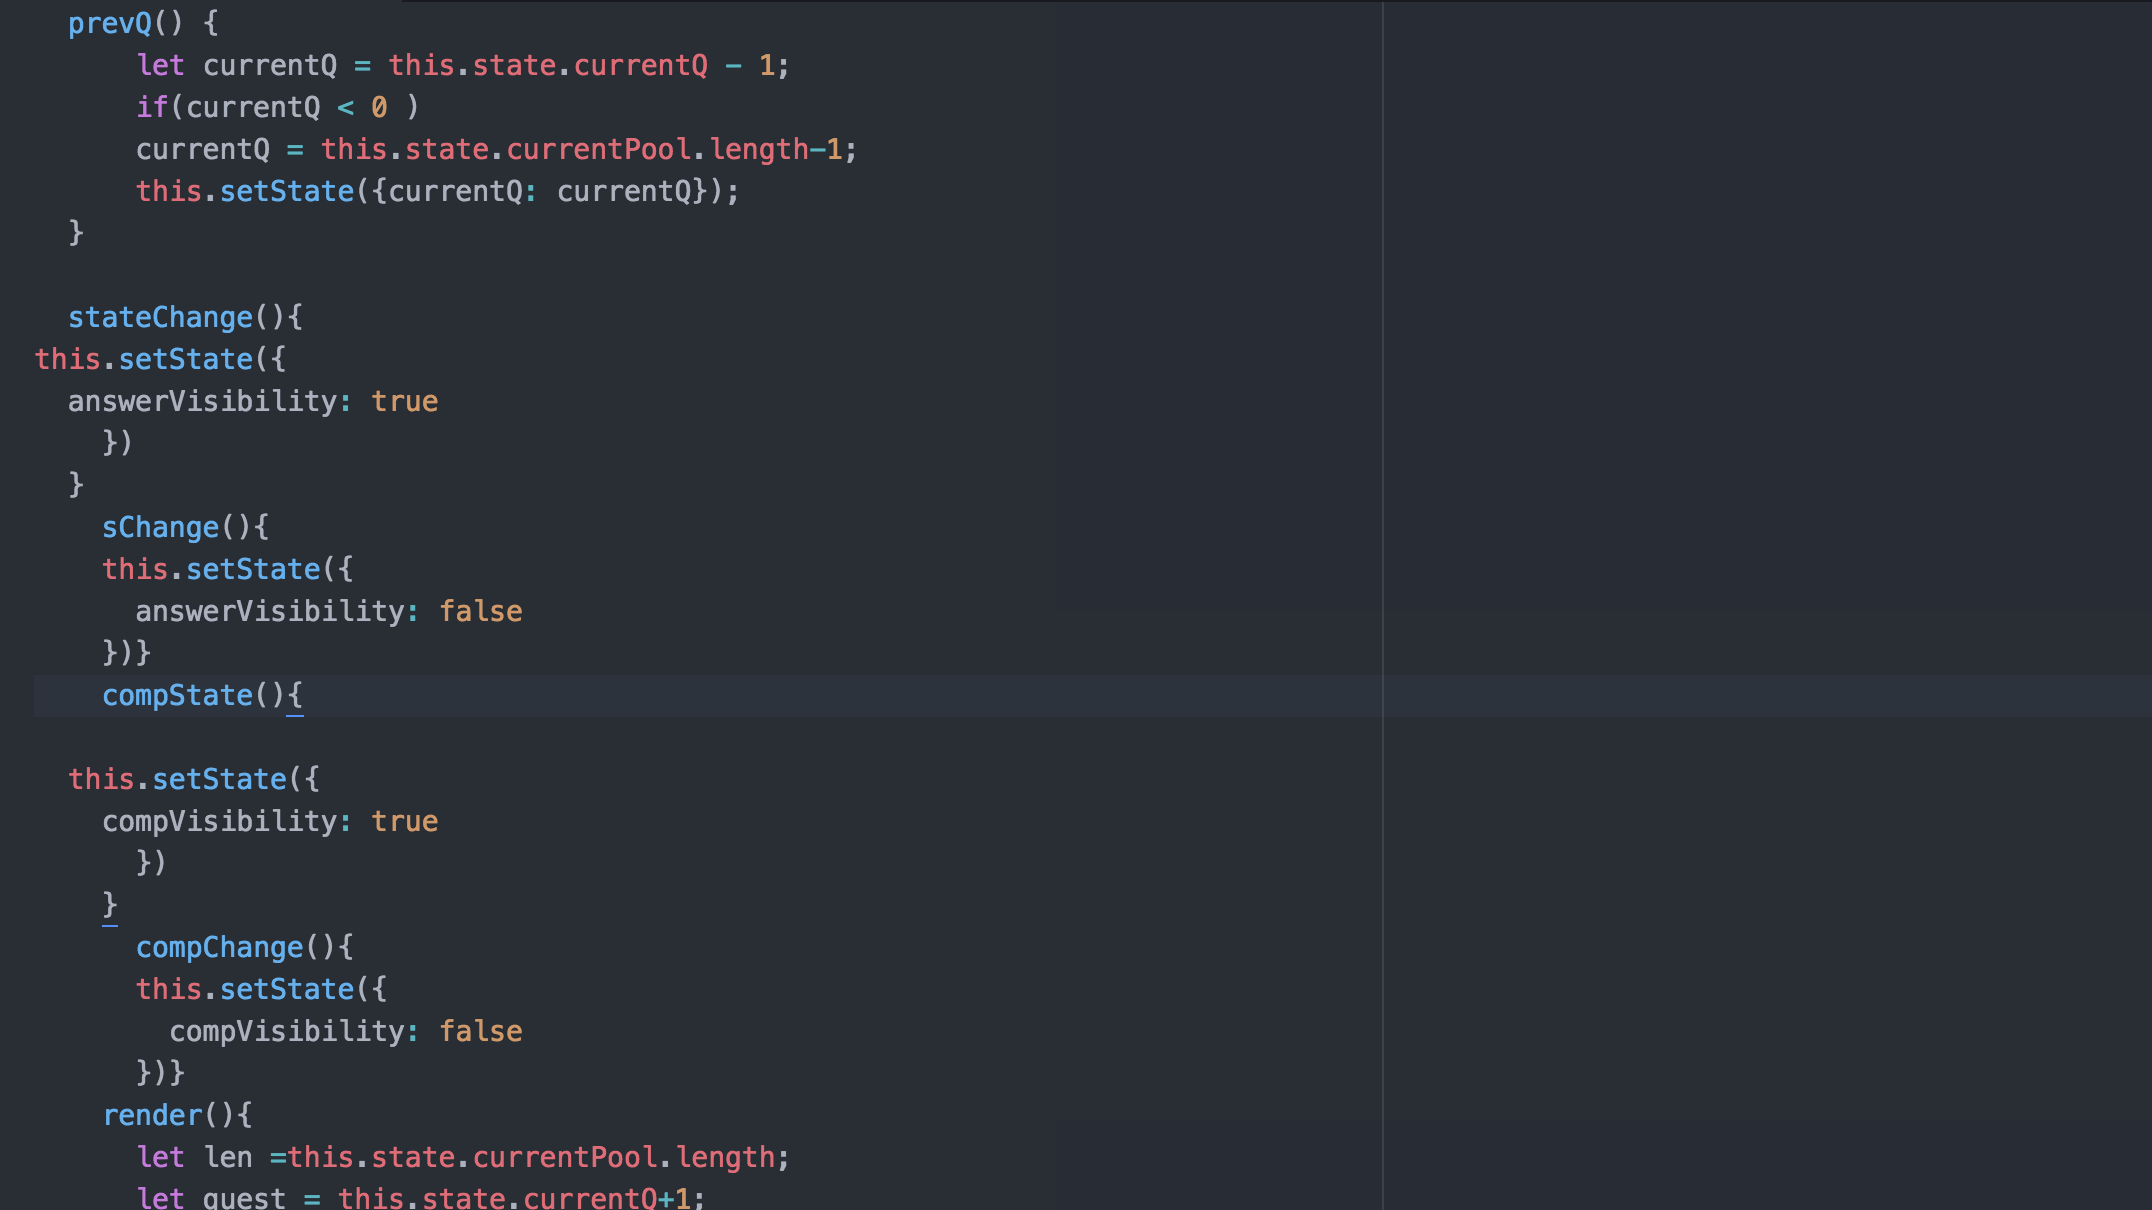 prevQ() {
let currentQ = this.state.currentQ - 1;
if(currentQ < 0 )
currentQ = this.state.currentPool.length-1;
this.setState({currentQ: currentQ});
}
stateChange(){
this.setState({
answerVisibility: true
})
}
sChange(){
this.setState({
answerVisibility: false
})}
compState(){
this.setState({
compVisibility: true
})
}
compChange(){
this.setState({
compVisibility: false
})}
render(){
let len =this.state.currentPool.length;
let quest = this.state.currentQ+1;